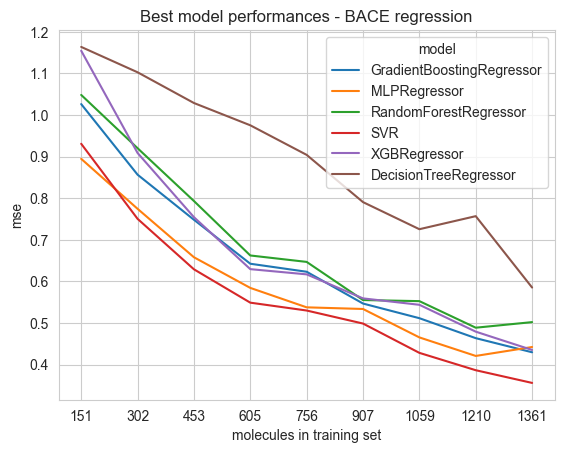 Best model performances - BACE regression
1.2
1.1
1.0
0.9
0.8
0.7
0.6
0.5
0.4
mse
model
GradientBoostingRegressor
MLPRegressor
RandomForestRegressor
SVR
XGBRegressor
DecisionTreeRegressor
151 302 453 605 756 907 1059 1210 1361
molecules in training set